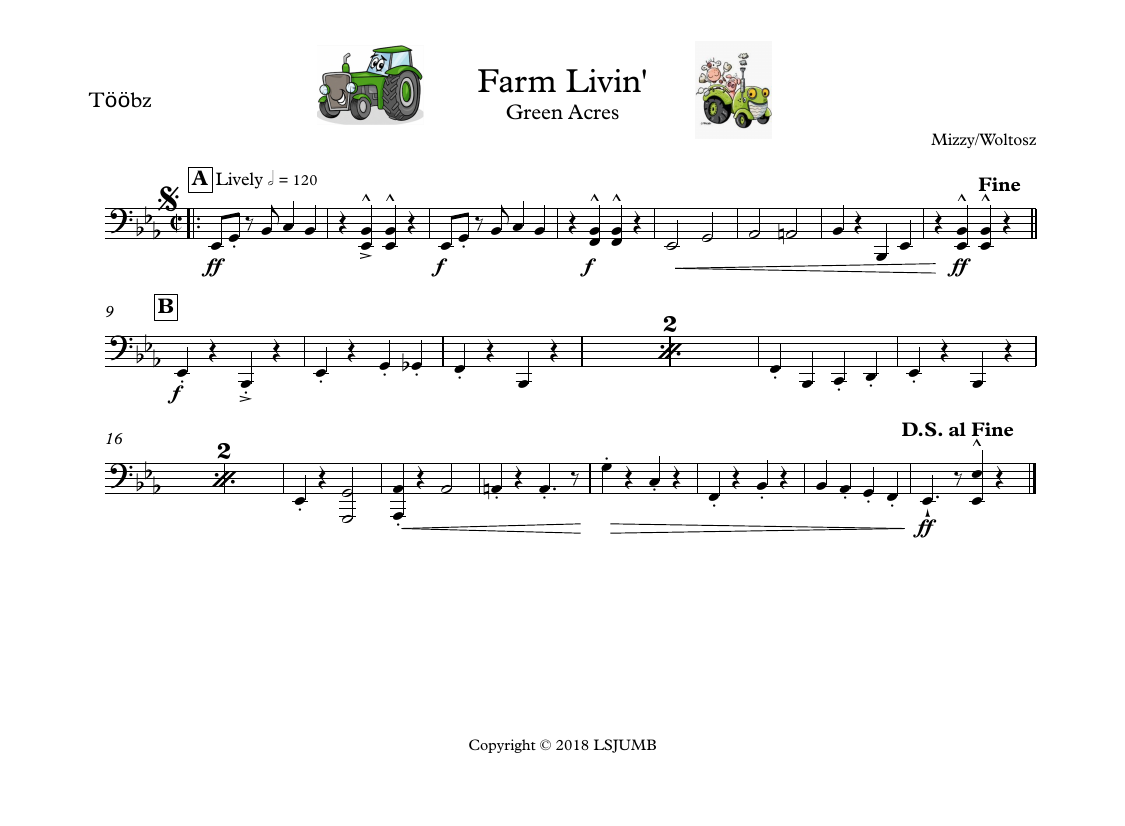 Tööbz
Farm Livin'
Green Acres
Mizzy/Woltosz
A Lively 𝅗𝅥 = 120
Fine
ff f f ff
9 B
2
f
16
D.S. al Fine
2
ff
Copyright © 2018 LSJUMB